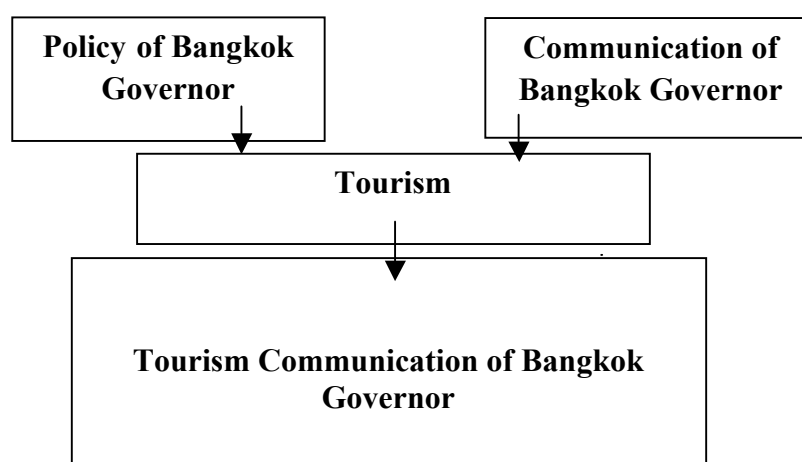 Policy of Bangkok
Governor
Communication of
Bangkok Governor
Tourism
Tourism Communication of Bangkok
Governor